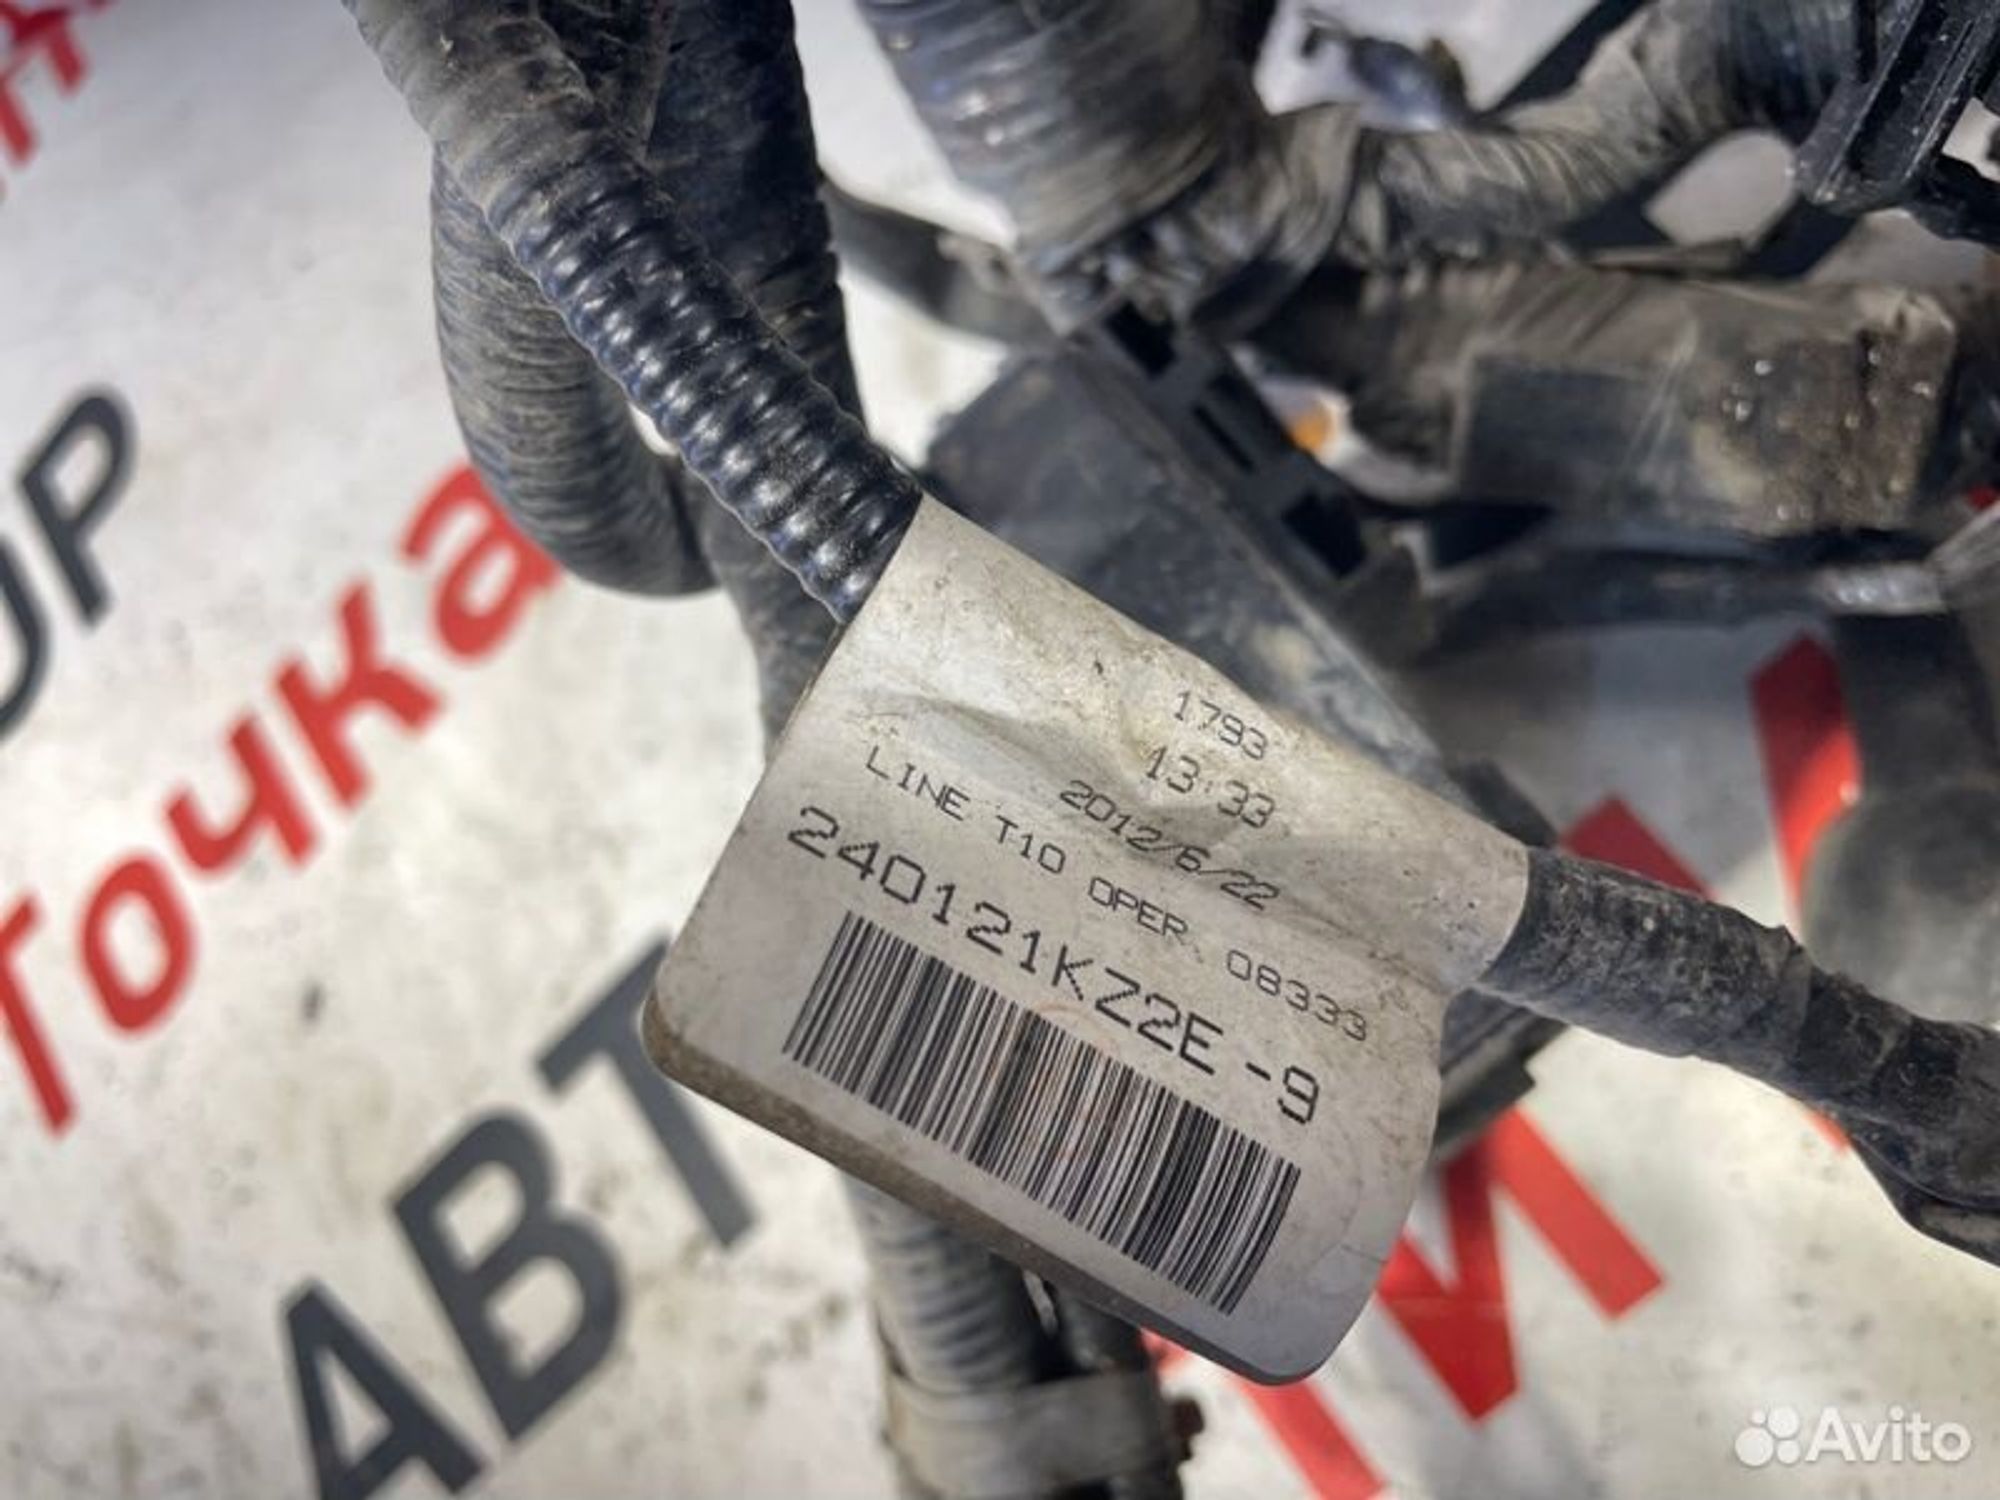 1793
13:33
2012/6/22
LINE T10 OPER. 08333
240121KZ2E -9
точка
АВТ
Avito